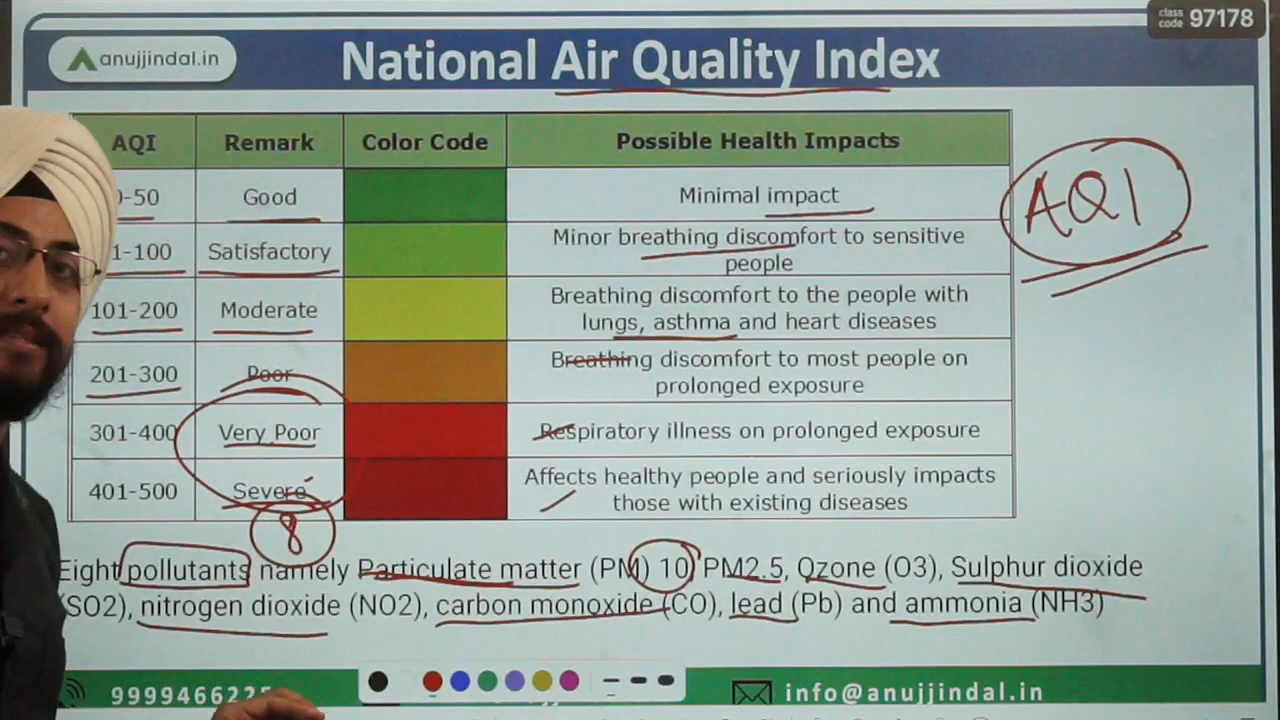 class code 97178
anujjindal.in
National Air Quality Index
AQI Remark Color Code Possible Health Impacts
0-50 Good Minimal impact
1-100 Satisfactory Minor breathing discomfort to sensitive
people
101-200 Moderate Breathing discomfort to the people with
lungs, asthma and heart diseases
201-300 Poor Breathing discomfort to most people on
prolonged exposure
301-400 Very Poor Respiratory illness on prolonged exposure
401-500 Severe Affects healthy people and seriously impacts
those with existing diseases
AQI
8
Eight pollutants namely Particulate matter (PM) 10, PM2.5, Ozone (O3), Sulphur dioxide
(SO2), nitrogen dioxide (NO2), carbon monoxide (CO), lead (Pb) and ammonia (NH3)
info@anujjindal.in